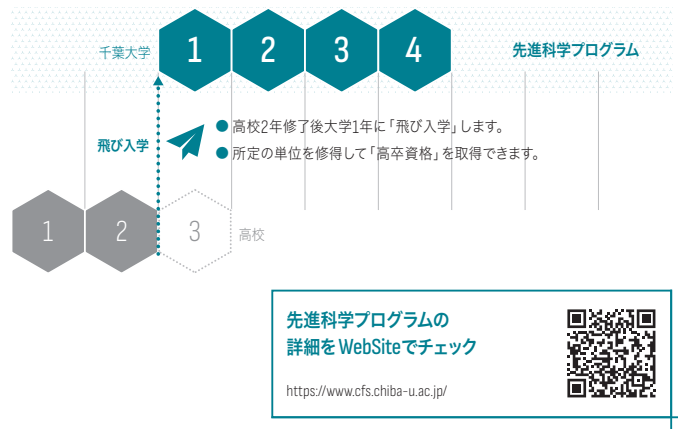 千葉大学
1 2 3 4
先進科学プログラム
飛び入学
● 高校2年修了後大学1年に「飛び入学」します。
● 所定の単位を修得して「高卒資格」を取得できます。
1 2 3
高校
先進科学プログラムの
詳細をWebSiteでチェック
https://www.cfs.chiba-u.ac.jp/